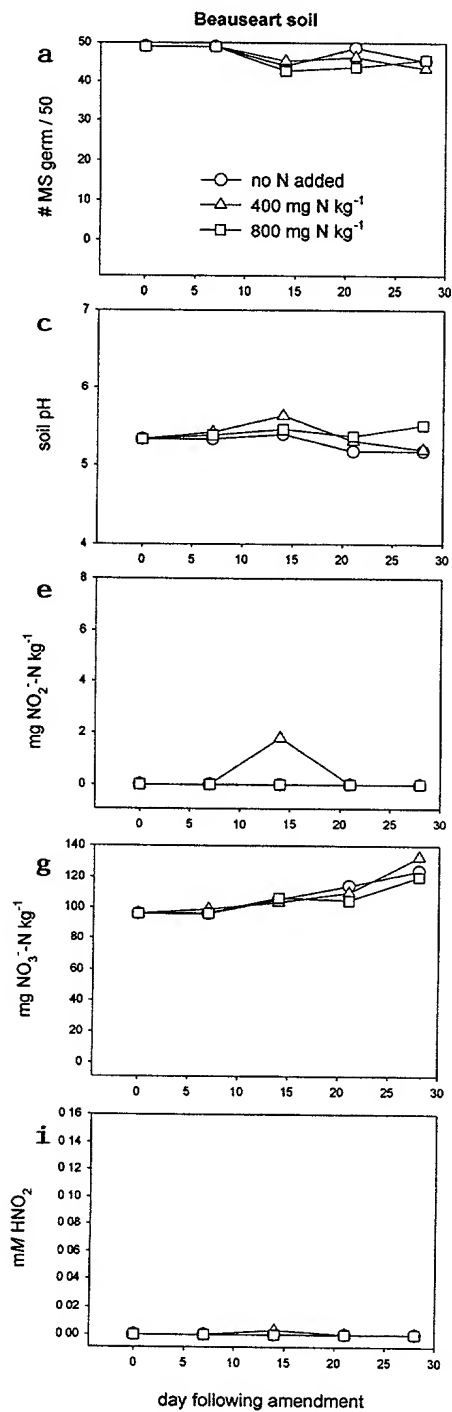 Beauseart soil
a
# MS germ / 50
50
40
30
20
10
0
no N added
400 mg N kg⁻¹
800 mg N kg⁻¹
0 5 10 15 20 25 30
c
soil pH
7
6
5
4
0 5 10 15 20 25 30
e
mg NO₂⁻-N kg⁻¹
8
6
4
2
0
0 5 10 15 20 25 30
g
mg NO₃⁻-N kg⁻¹
140
120
100
80
60
40
20
0
0 5 10 15 20 25 30
i
mM HNO₂
0 16
0 14
0 12
0 10
0 08
0 06
0 04
0 02
0 00
0 5 10 15 20 25 30
day following amendment